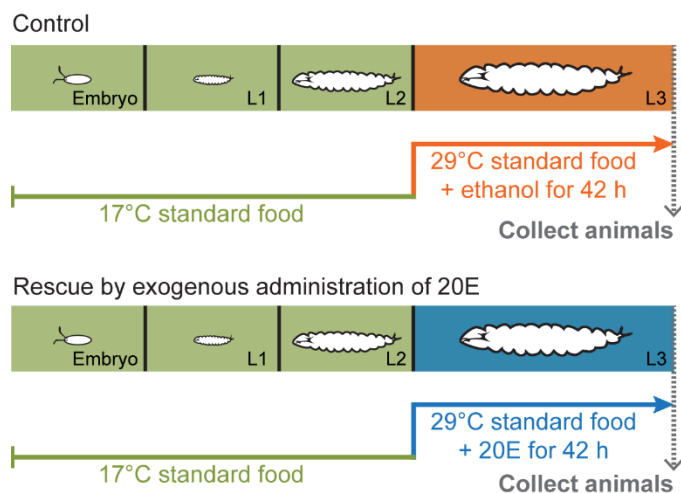 Control
Embryo
L1
L2
L3
29°C standard food
+ ethanol for 42 h
17°C standard food
Collect animals
Rescue by exogenous administration of 20E
Embryo
L1
L2
L3
29°C standard food
+ 20E for 42 h
17°C standard food
Collect animals